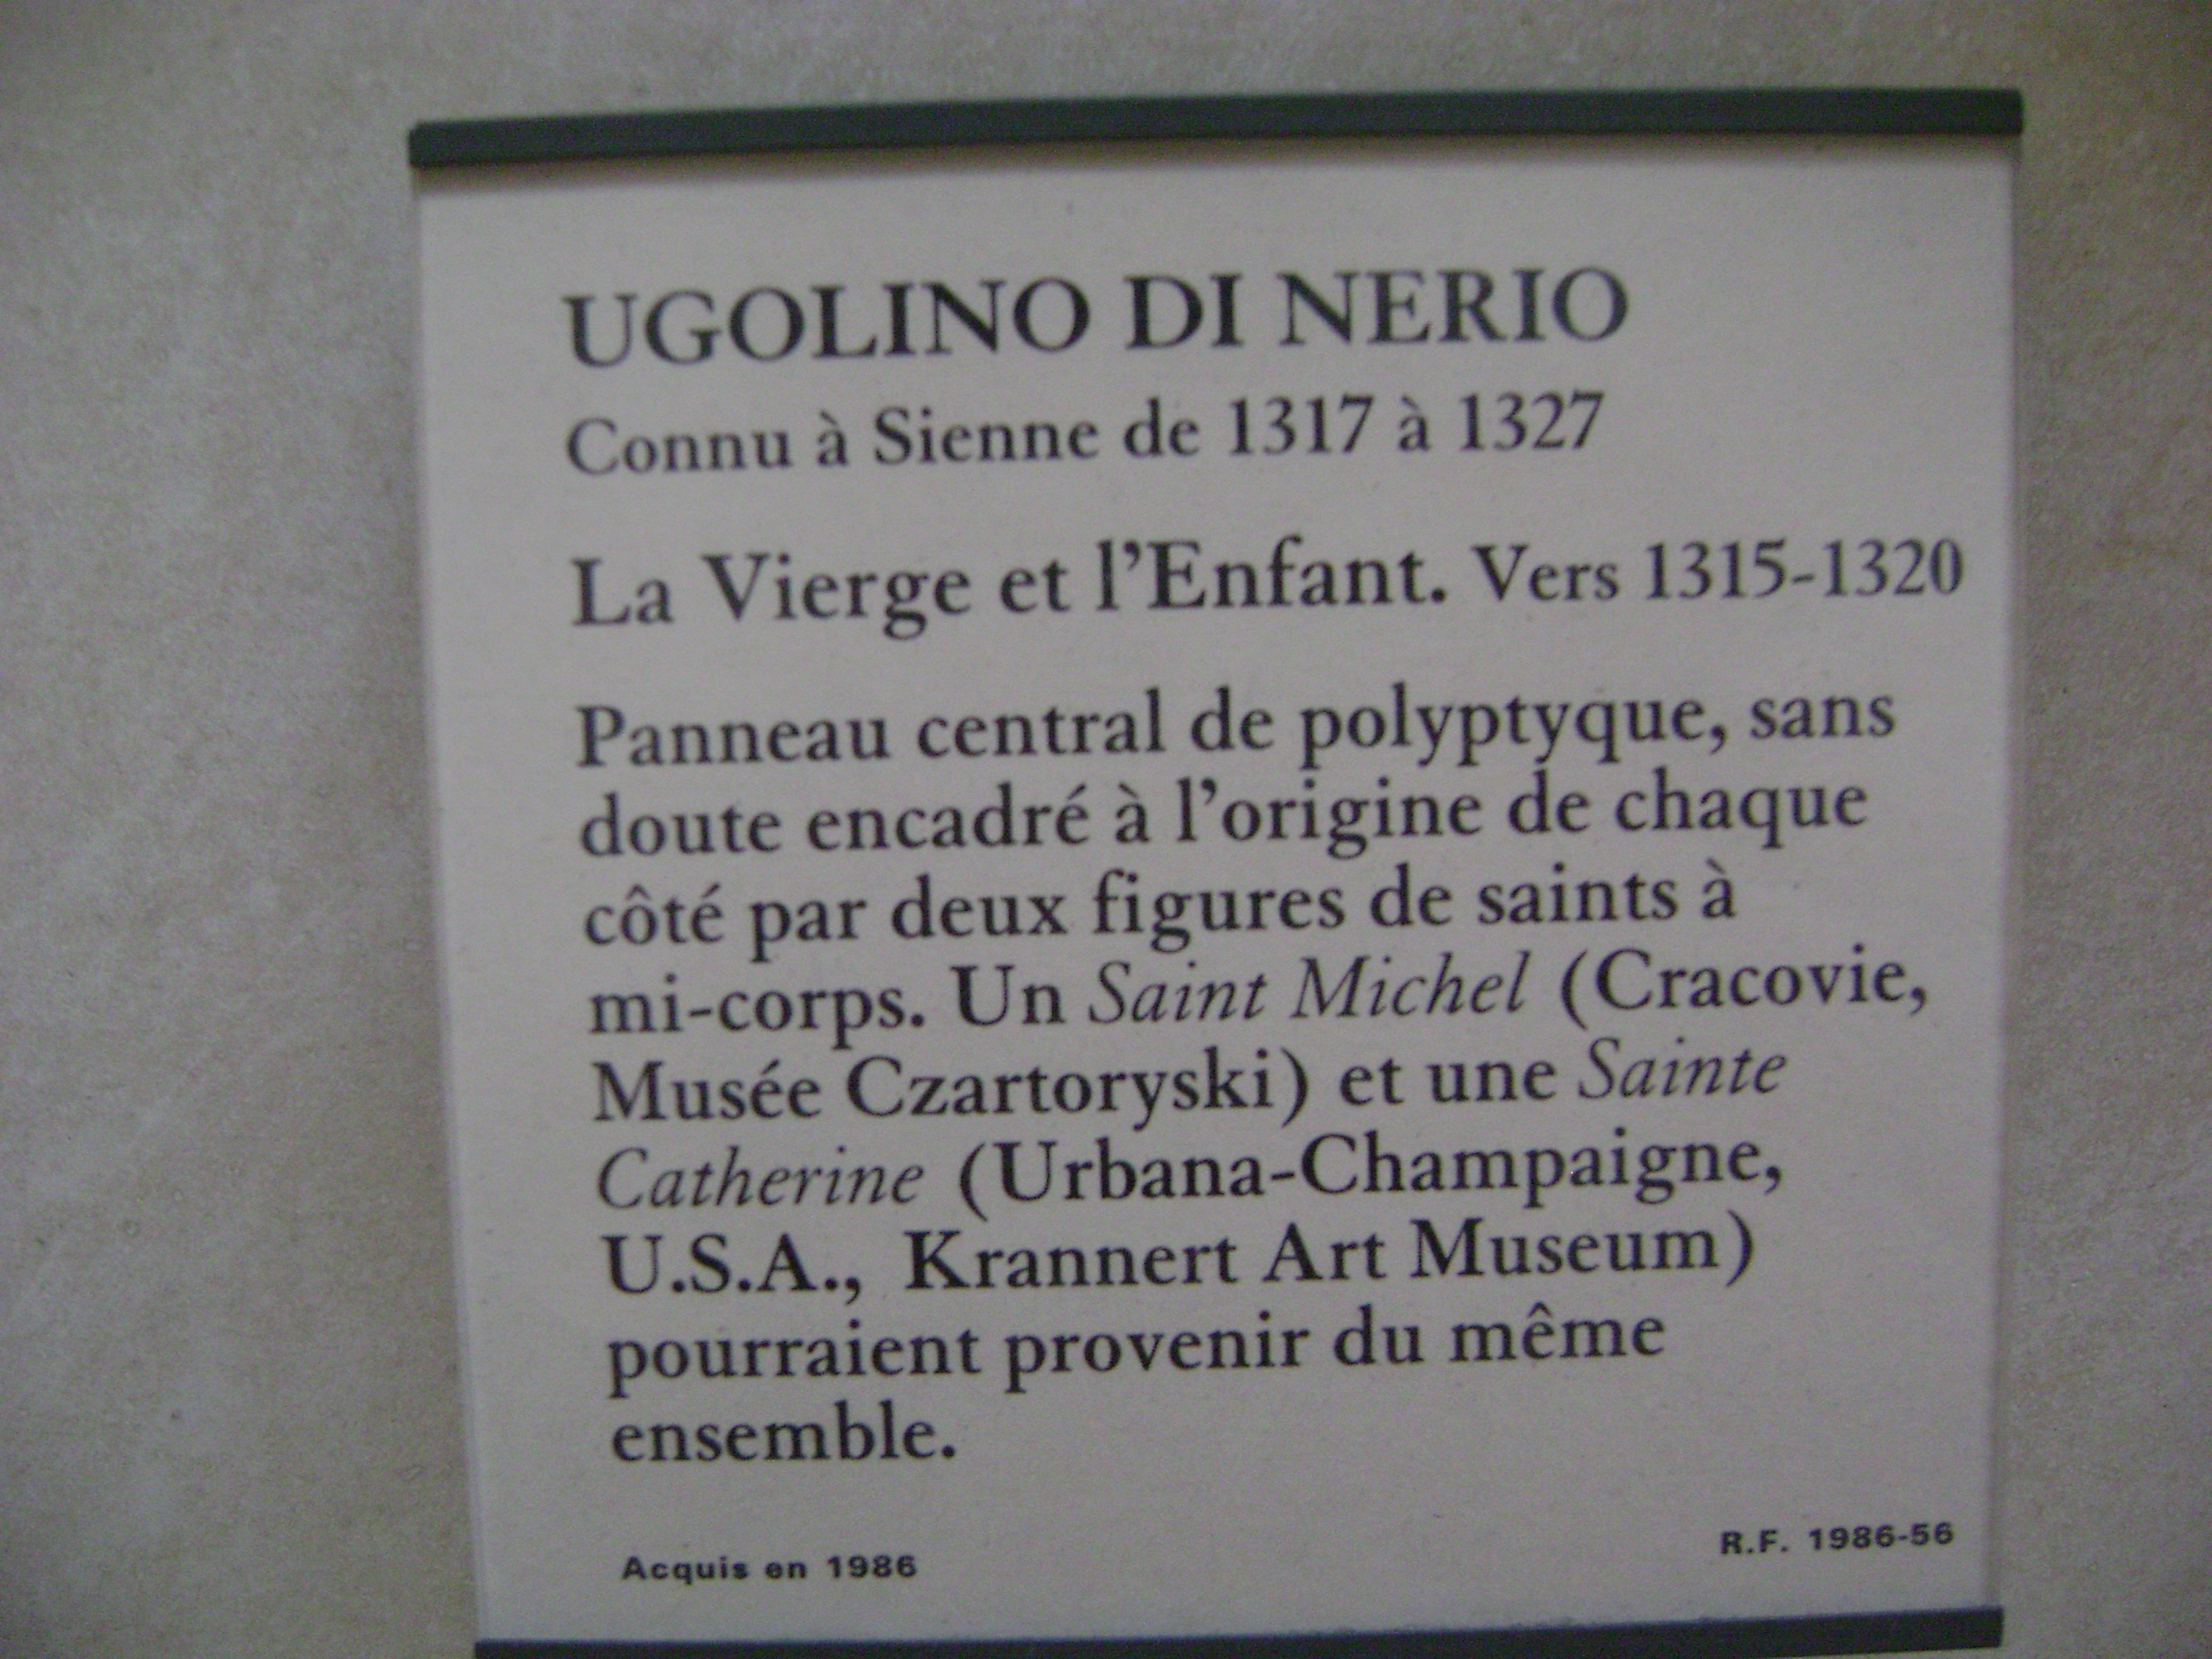 UGOLINO DI NERIO
Connu à Sienne de 1317 à 1327
La Vierge et l'Enfant. Vers 1315-1320
Panneau central de polyptyque, sans
doute encadré à l'origine de chaque
côté par deux figures de saints à
mi-corps. Un Saint Michel (Cracovie,
Musée Czartoryski) et une Sainte
Catherine (Urbana-Champaigne,
U.S.A., Krannert Art Museum)
pourraient provenir du même
ensemble.
Acquis en 1986
R.F. 1986-56